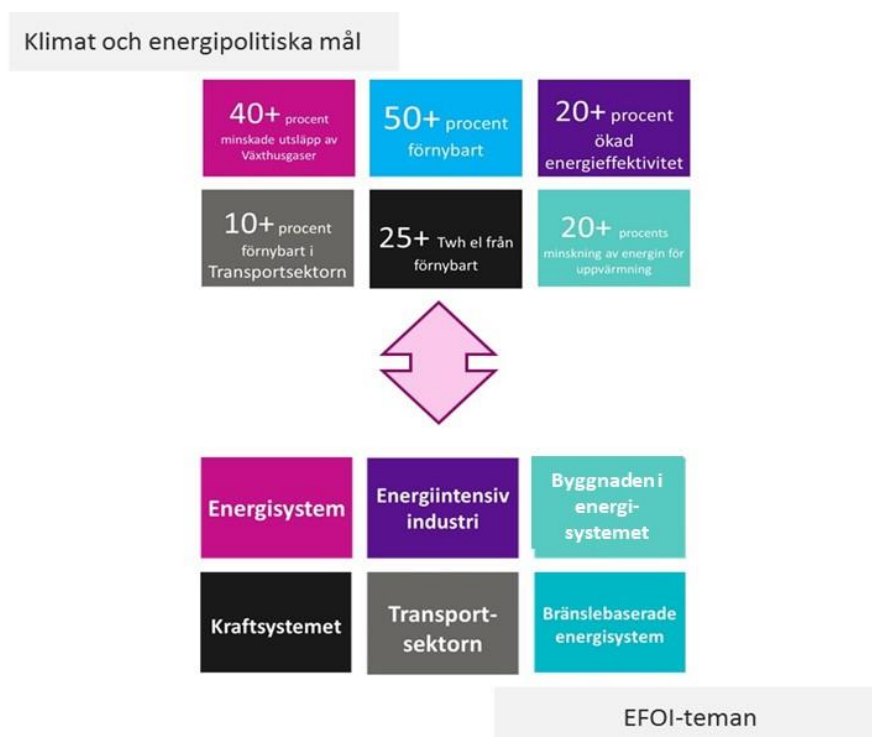 Klimat och energipolitiska mål
40+ procent
minskade utsläpp av
Växthusgaser
50+ procent
förnybart
20+ procent
ökad
energieffektivitet
10+ procent
förnybart i
Transportsektorn
25+ Twh el från
förnybart
20+ procents
minskning av energin för
uppvärmning
Energisystem
Energiintensiv
industri
Byggnaden i
energi-
systemet
Kraftsystemet
Transport-
sektorn
Bränslebaserade
energisystem
EFOI-teman